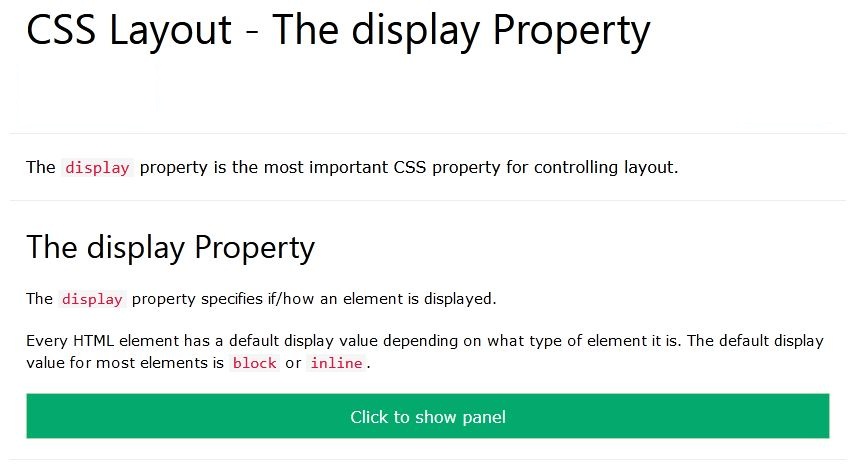 CSS Layout - The display Property
The display property is the most important CSS property for controlling layout.
The display Property
The display property specifies if/how an element is displayed.
Every HTML element has a default display value depending on what type of element it is. The default display
value for most elements is block or inline.
Click to show panel